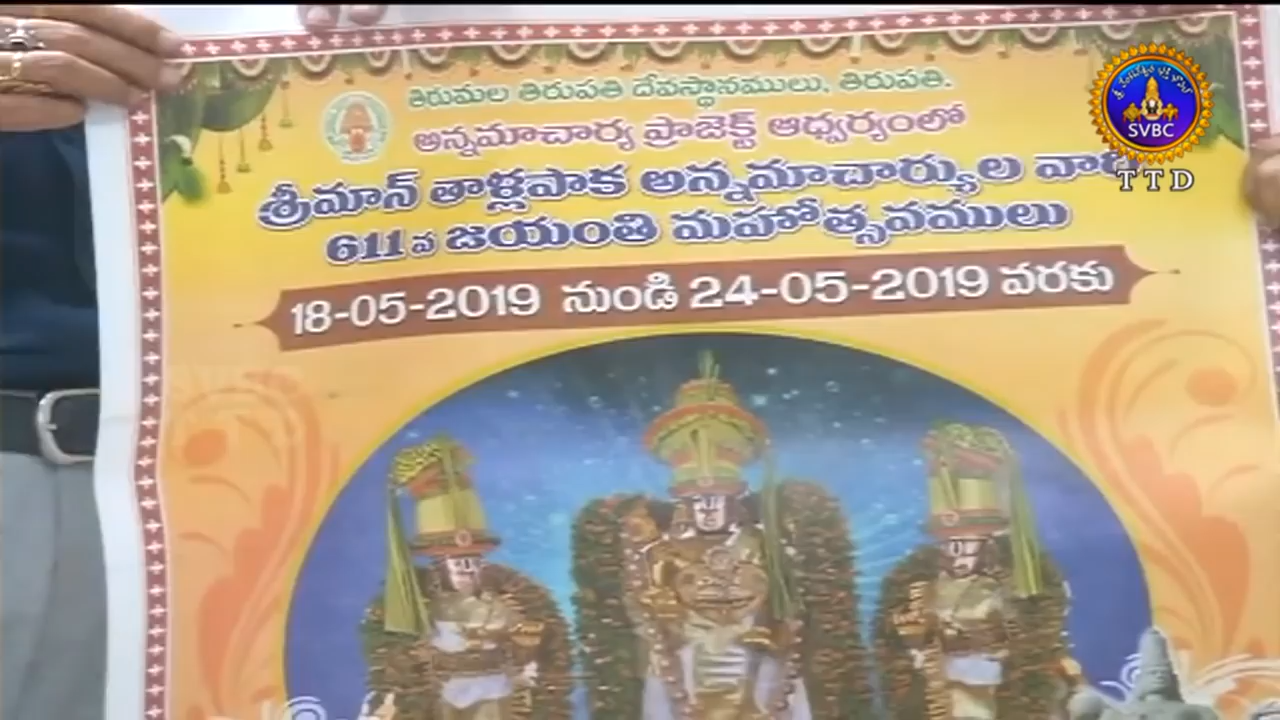 తిరుమల తిరుపతి దేవస్థానములు, తిరుపతి.
అన్నమాచార్య ప్రాజెక్ట్ ఆధ్వర్యంలో
శ్రీమాన్ తాళ్లపాక అన్నమాచార్యుల
611వ జయంతి మహోత్సవములు
18-05-2019 నుండి 24-05-2019 వరకు
SVBC
TTD